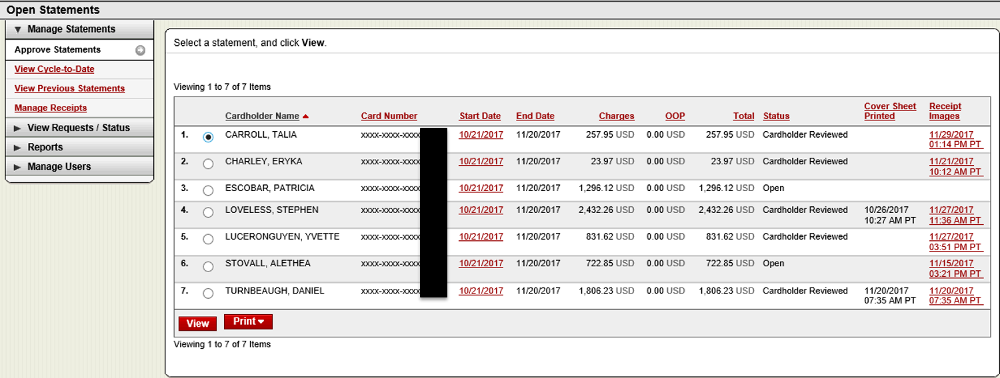 Open Statements
Manage Statements
Approve Statements
View Cycle-to-Date
View Previous Statements
Manage Receipts
View Requests / Status
Reports
Manage Users
Select a statement, and click View.
Viewing 1 to 7 of 7 Items
Cardholder Name Card Number Start Date End Date Charges OOP Total Status Cover Sheet Printed Receipt Images
1. CARROLL, TALIA xxxx-xxxx-xxxx 10/21/2017 11/20/2017 257.95 USD 0.00 USD 257.95 USD Cardholder Reviewed 11/29/2017
01:14 PM PT
2. CHARLEY, ERYKA xxxx-xxxx-xxxx 10/21/2017 11/20/2017 23.97 USD 0.00 USD 23.97 USD Cardholder Reviewed 11/21/2017
10:12 AM PT
3. ESCOBAR, PATRICIA xxxx-xxxx-xxxx 10/21/2017 11/20/2017 1,296.12 USD 0.00 USD 1,296.12 USD Open
4. LOVELESS, STEPHEN xxxx-xxxx-xxxx 10/21/2017 11/20/2017 2,432.26 USD 0.00 USD 2,432.26 USD Cardholder Reviewed 10/26/2017 11/27/2017
10:27 AM PT 11:36 AM PT
5. LUCERONGUYEN, YVETTE xxxx-xxxx-xxxx 10/21/2017 11/20/2017 831.62 USD 0.00 USD 831.62 USD Cardholder Reviewed 11/27/2017
03:51 PM PT
6. STOVALL, ALETHEA xxxx-xxxx-xxxx 10/21/2017 11/20/2017 722.85 USD 0.00 USD 722.85 USD Open 11/15/2017
03:21 PM PT
7. TURNBEAUGH, DANIEL xxxx-xxxx-xxxx 10/21/2017 11/20/2017 1,806.23 USD 0.00 USD 1,806.23 USD Cardholder Reviewed 11/20/2017 11/20/2017
07:35 AM PT 07:35 AM PT
View Print
Viewing 1 to 7 of 7 Items